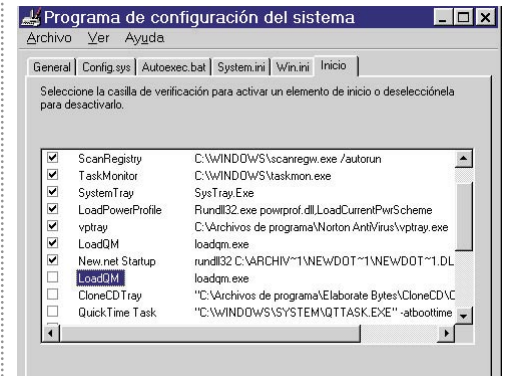 Programa de configuración del sistema
Archivo Ver Ayuda
General Config.sys Autoexec.bat System.ini Win.ini Inicio
Seleccione la casilla de verificación para activar un elemento de inicio o deselecciónela
para desactivarlo.
ScanRegistry C:\WINDOWS\scanregw.exe /autorun
TaskMonitor C:\WINDOWS\taskmon.exe
SystemTray SysTray.Exe
LoadPowerProfile Rundll32.exe powrprof.dll,LoadCurrentPwrScheme
vptray C:\Archivos de programa\Norton AntiVirus\vptray.exe
LoadQM loadqm.exe
New.net Startup rundll32 C:\ARCHIV~1\NEWDOT~1\NEWDOT~1.DL
LoadQM loadqm.exe
CloneCDTray "C:\Archivos de programa\Elaborate Bytes\CloneCD\C
QuickTime Task "C:\WINDOWS\SYSTEM\QTTASK.EXE" -atboottime